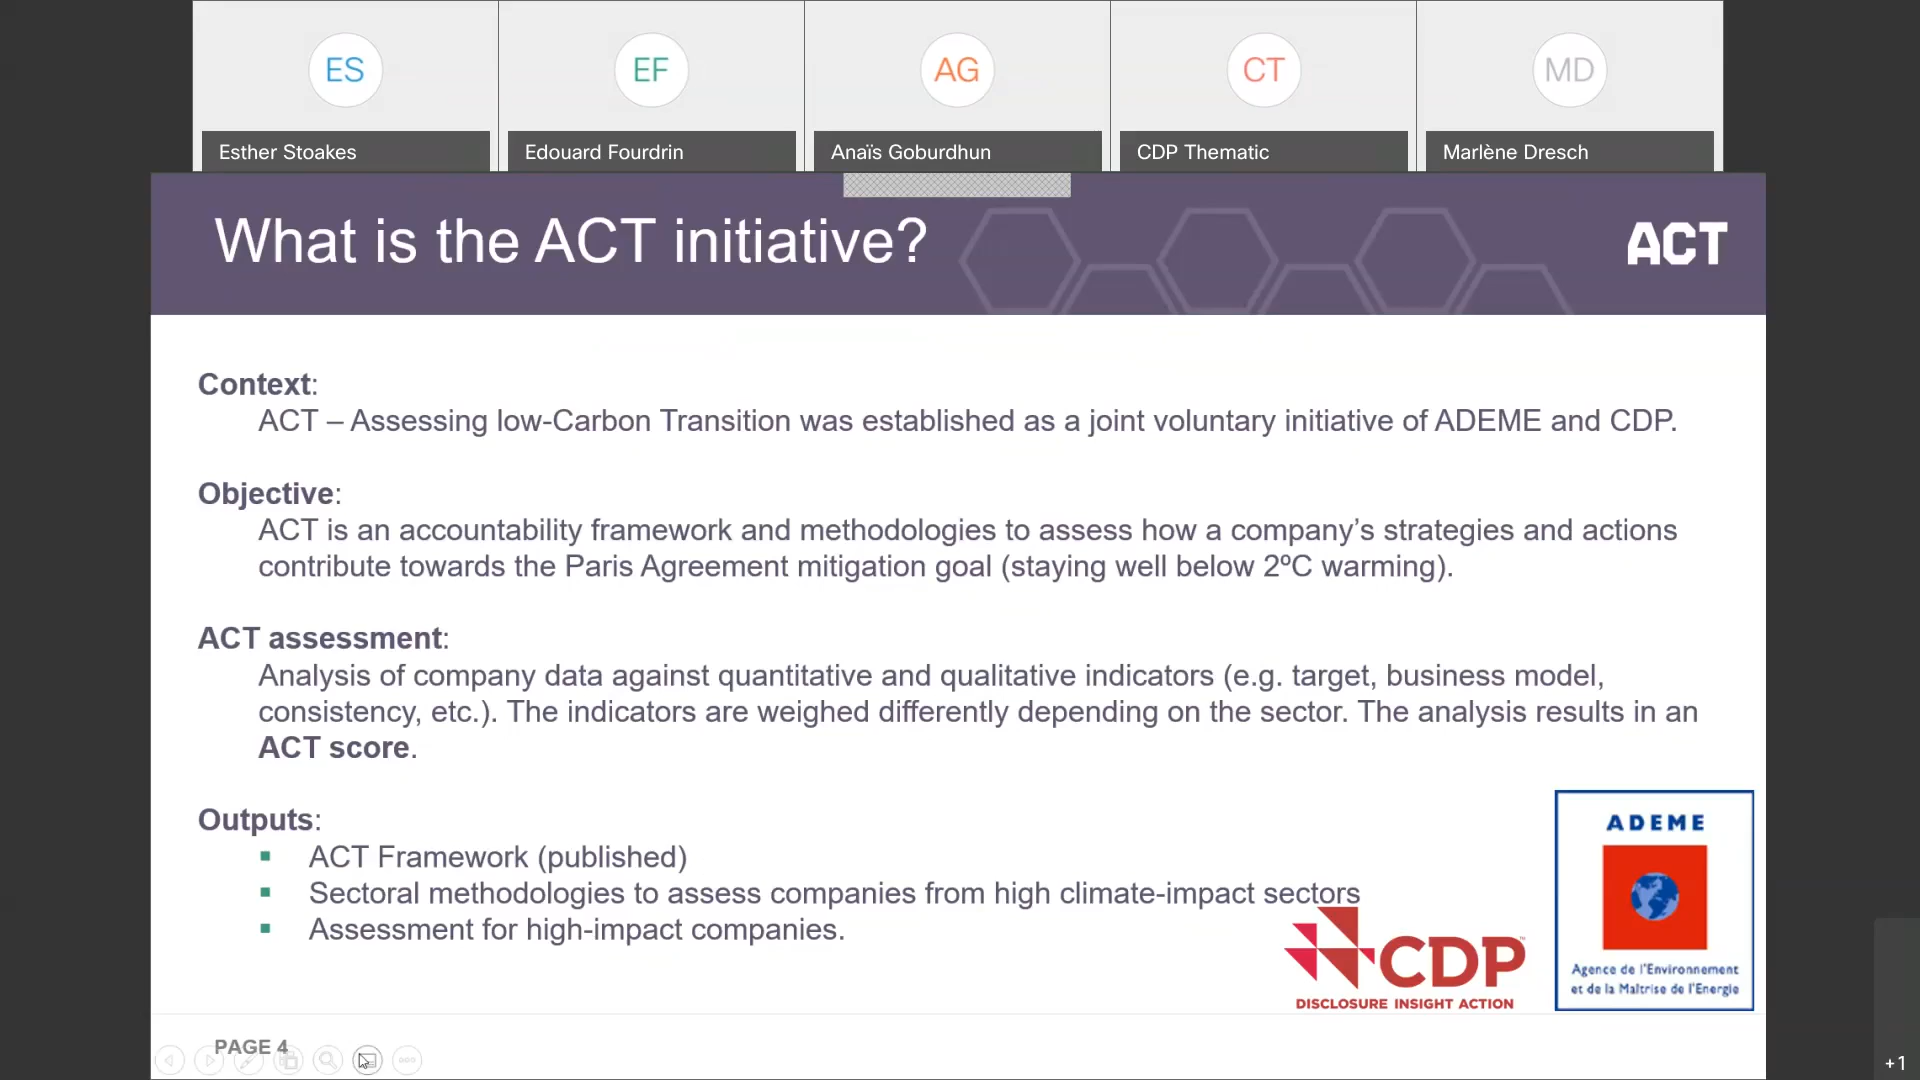 ES
EF
AG
CT
MD
Esther Stoakes
Edouard Fourdrin
Anaïs Goburdhun
CDP Thematic
Marlène Dresch
What is the ACT initiative?
ACT
Context:
ACT – Assessing low-Carbon Transition was established as a joint voluntary initiative of ADEME and CDP.
Objective:
ACT is an accountability framework and methodologies to assess how a company’s strategies and actions
contribute towards the Paris Agreement mitigation goal (staying well below 2ºC warming).
ACT assessment:
Analysis of company data against quantitative and qualitative indicators (e.g. target, business model,
consistency, etc.). The indicators are weighed differently depending on the sector. The analysis results in an
ACT score.
Outputs:
▪ ACT Framework (published)
▪ Sectoral methodologies to assess companies from high climate-impact sectors
▪ Assessment for high-impact companies.
CDP
DISCLOSURE INSIGHT ACTION
ADEME
Agence de l'Environnement
et de la Maîtrise de l'Energie
PAGE 4
+1